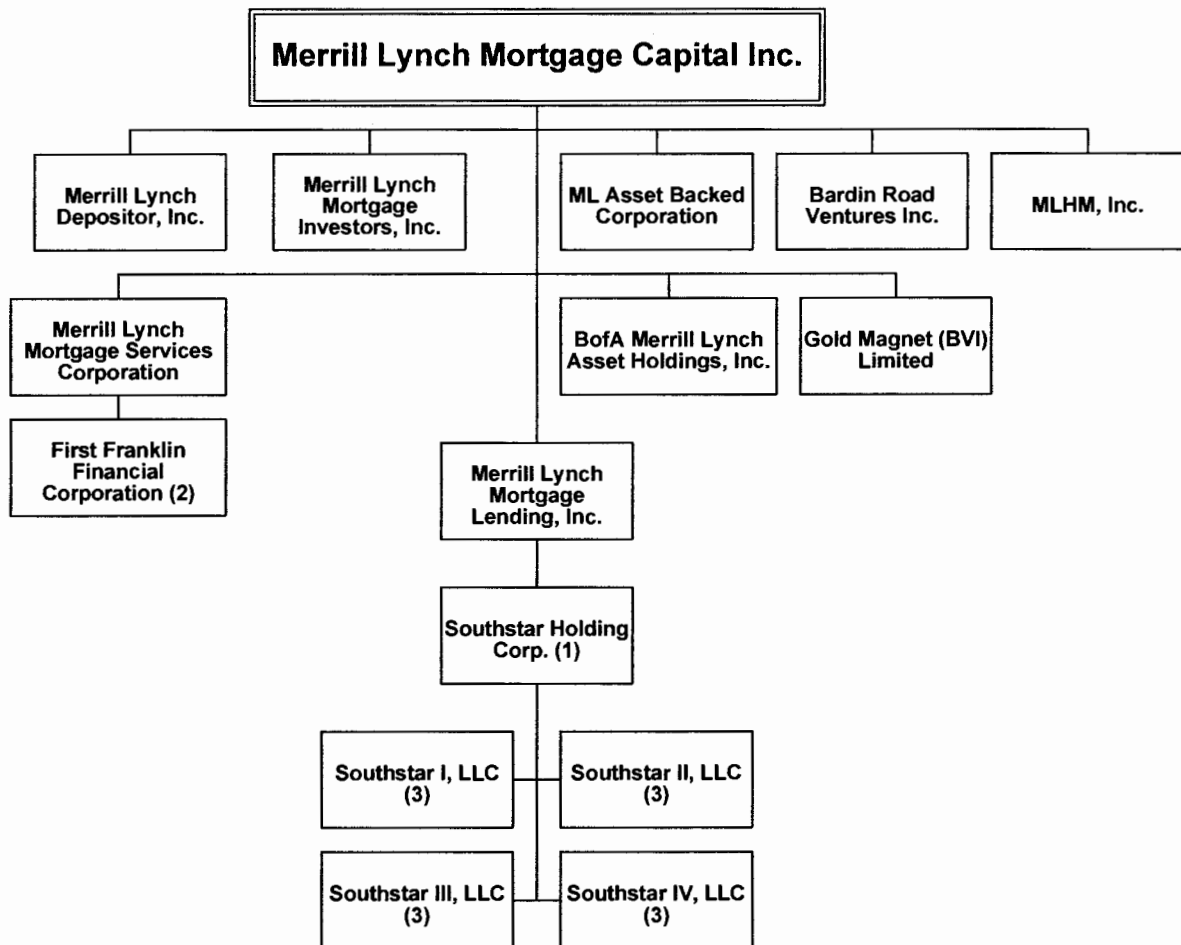 Merrill Lynch Mortgage Capital Inc.
Merrill Lynch
Depositor, Inc.
Merrill Lynch
Mortgage
Investors, Inc.
ML Asset Backed
Corporation
Bardin Road
Ventures Inc.
MLHM, Inc.
Merrill Lynch
Mortgage Services
Corporation
BofA Merrill Lynch
Asset Holdings, Inc.
Gold Magnet (BVI)
Limited
First Franklin
Financial
Corporation (2)
Merrill Lynch
Mortgage
Lending, Inc.
Southstar Holding
Corp. (1)
Southstar I, LLC
(3)
Southstar II, LLC
(3)
Southstar III, LLC
(3)
Southstar IV, LLC
(3)